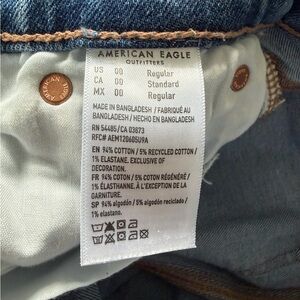 AMERICAN EAGLE
OUTFITTERS
US 00 Regular
CA 00 Standard
MX 00 Regular
MADE IN BANGLADESH / FABRIQUÉ AU
BANGLADESH / HECHO EN BANGLADESH
RN 54485/CA 03873
RFC# AEM120605U9A
EN 94% COTTON / 5% RECYCLED COTTON /
1% ELASTANE. EXCLUSIVE OF
DECORATION.
FR 94% COTON / 5% COTON RÉGÉNÉRÉ /
1% ÉLASTHANNE. À L'EXCEPTION DE LA
GARNITURE.
SP 94% algodón / 5% algodón reciclado /
1% elastano.